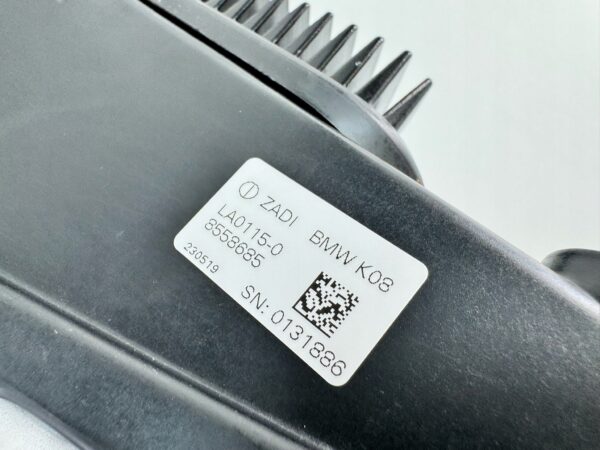 ZADI BMW K08
LA0115-0
8558685
230519
SN: 0131886